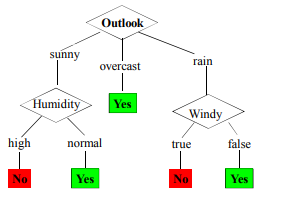 Outlook
sunny
overcast
rain
Humidity
Yes
Windy
high
normal
true
false
No
Yes
No
Yes